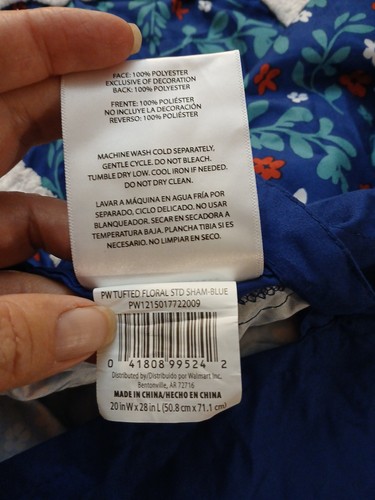 FACE: 100% POLYESTER
EXCLUSIVE OF DECORATION
BACK: 100% POLYESTER
FRENTE: 100% POLIÉSTER
NO INCLUYE LA DECORACIÓN
REVERSO: 100% POLIÉSTER
MACHINE WASH COLD SEPARATELY,
GENTLE CYCLE. DO NOT BLEACH.
TUMBLE DRY LOW. COOL IRON IF NEEDED.
DO NOT DRY CLEAN.
LAVAR A MÁQUINA EN AGUA FRÍA POR
SEPARADO, CICLO DELICADO. NO USAR
BLANQUEADOR. SECAR EN SECADORA A
TEMPERATURA BAJA. PLANCHA TIBIA SI ES
NECESARIO. NO LIMPIAR EN SECO.
PW TUFTED FLORAL STD SHAM-BLUE
PW1215017722009
0 41808 99524 2
Distributed by/Distribuido por Walmart Inc.
Bentonville, AR 72716
MADE IN CHINA/HECHO EN CHINA
20 in W x 28 in L (50.8 cm x 71.1 cm)